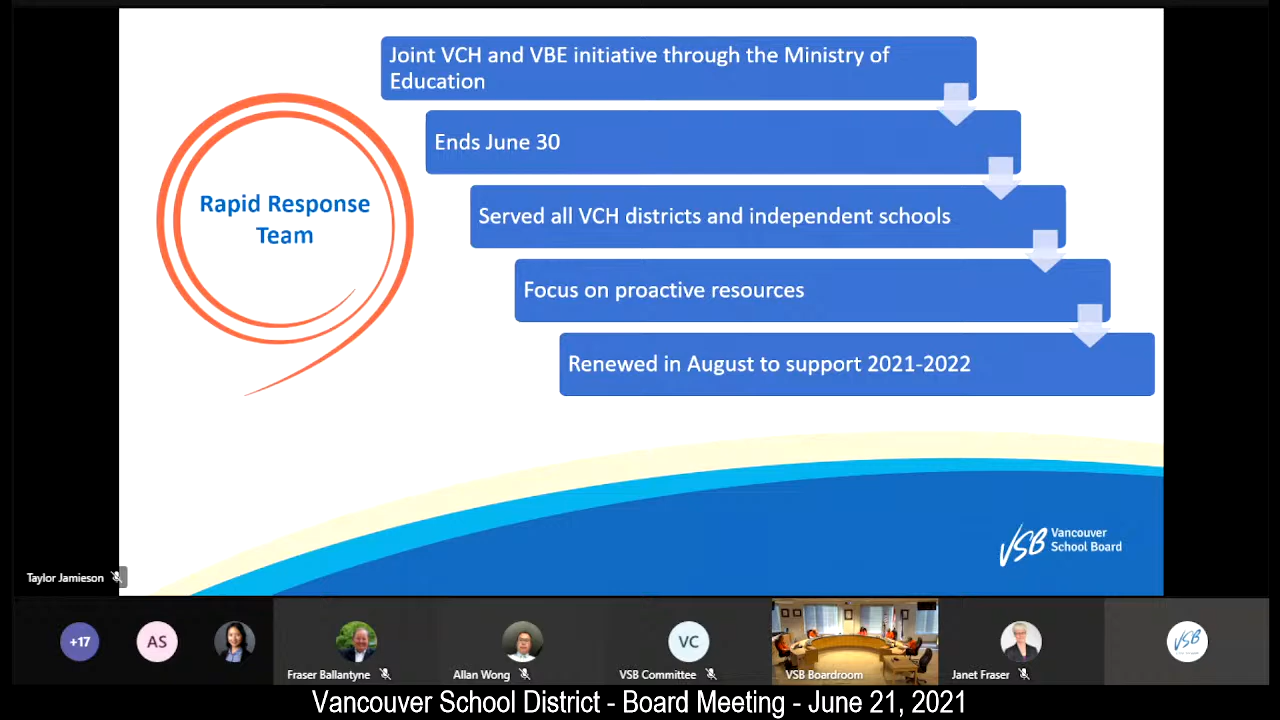 Joint VCH and VBE initiative through the Ministry of
Education
Ends June 30
Rapid Response
Team
Served all VCH districts and independent schools
Focus on proactive resources
Renewed in August to support 2021-2022
VSB Vancouver
School Board
Taylor Jamieson
+17
AS
Fraser Ballantyne
Allan Wong
VC
VSB Committee
VSB Boardroom
Janet Fraser
VSB
Vancouver School District - Board Meeting - June 21, 2021